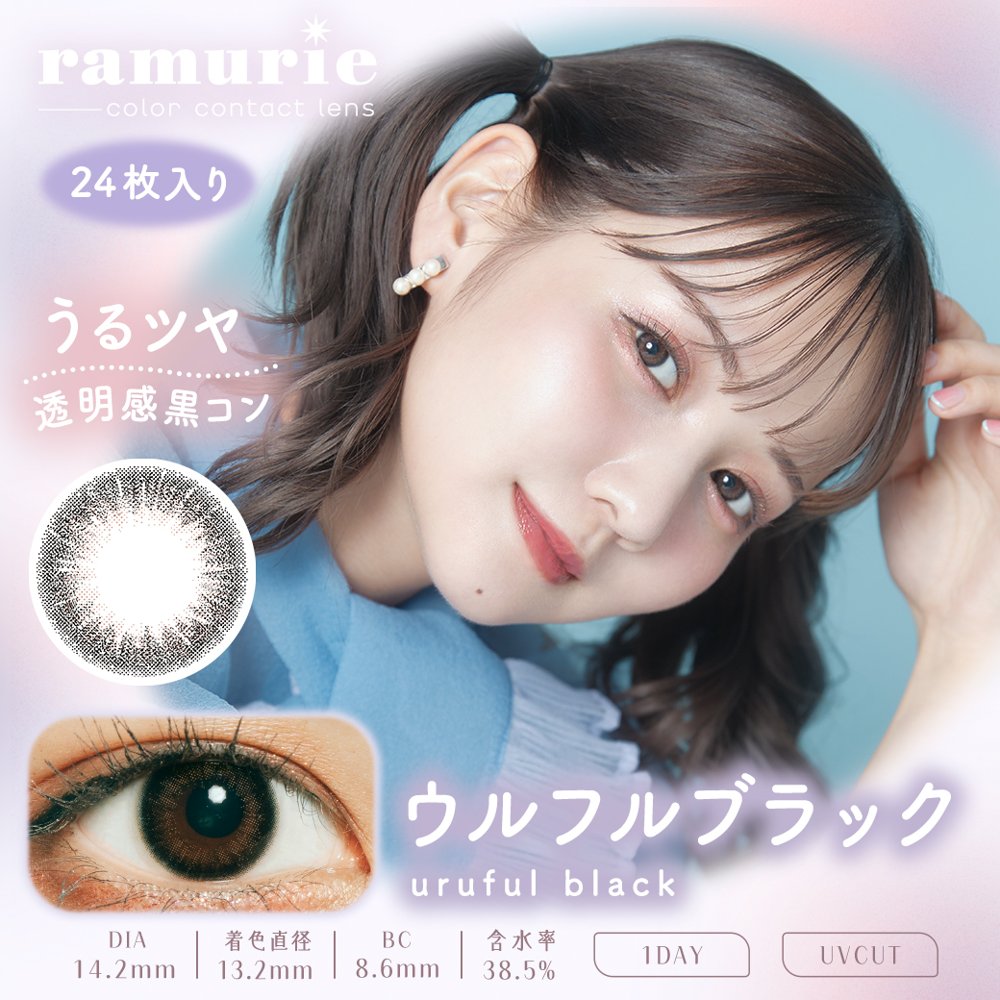 ramurie
color contact lens
24枚入り
うるツヤ
透明感黒コン
ウルフルブラック
uruful black
DIA
14.2mm
着色直径
13.2mm
BC
8.6mm
含水率
38.5%
1DAY
UVCUT